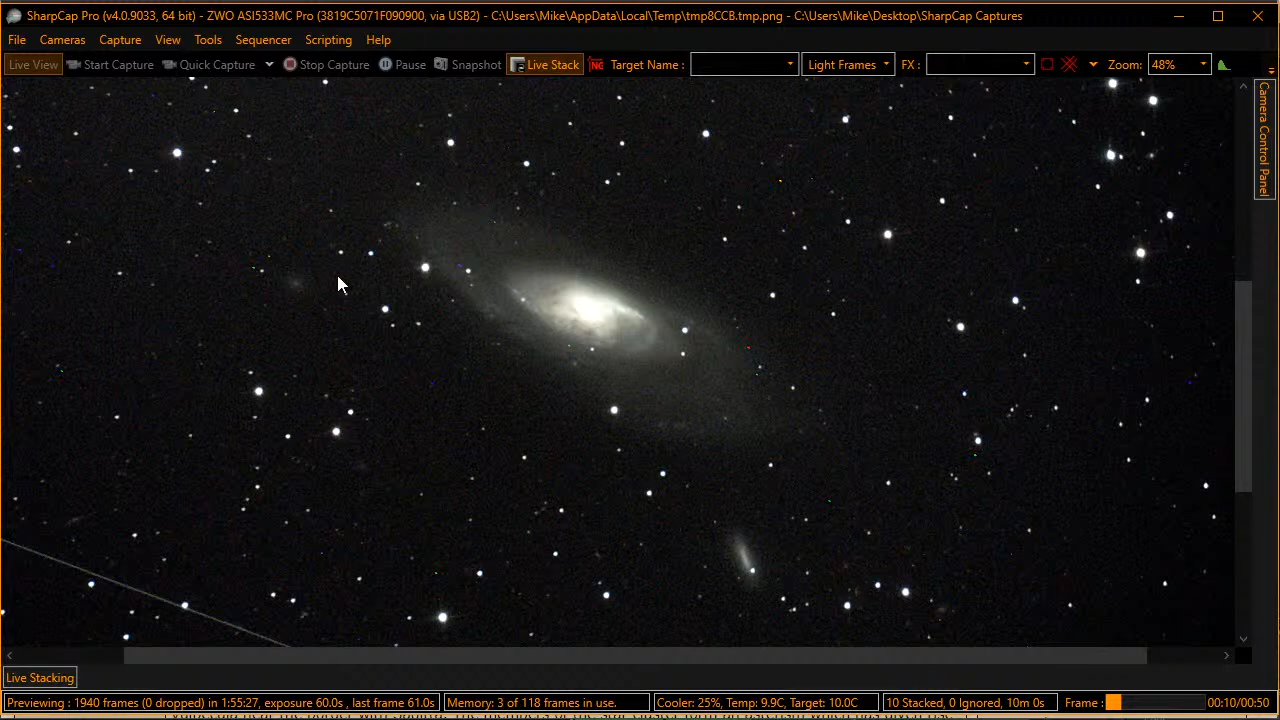 SharpCap Pro (v4.0.9033, 64 bit) - ZWO ASI533MC Pro (3819C5071F090900, via USB2) - C:\Users\Mike\AppData\Local\Temp\tmp8CCB.tmp.png - C:\Users\Mike\Desktop\SharpCap Captures
File Cameras Capture View Tools Sequencer Scripting Help
Live View Start Capture Quick Capture Stop Capture Pause Snapshot Live Stack NC Target Name : Light Frames FX : Zoom: 48%
Camera Control Panel
Live Stacking
Previewing : 1940 frames (0 dropped) in 1:55:27, exposure 60.0s , last frame 61.0s Memory: 3 of 118 frames in use. Cooler: 25%, Temp: 9.9C, Target: 10.0C 10 Stacked, 0 Ignored, 10m 0s Frame : 00:10/00:50